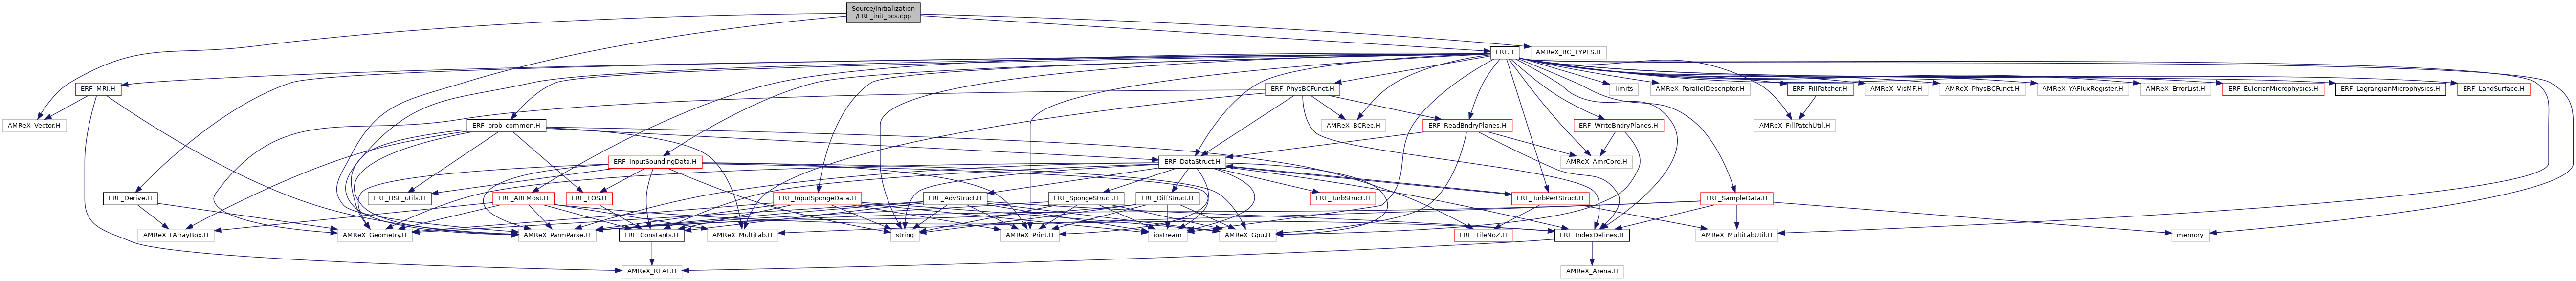 Source/Initialization
/ERF_init_bcs.cpp
ERF.H
AMReX_BC_TYPES.H
ERF_MRI.H
ERF_PhysBCFunct.H
limits
AMReX_ParallelDescriptor.H
ERF_FillPatcher.H
AMReX_VisMF.H
AMReX_PhysBCFunct.H
AMReX_YAFluxRegister.H
AMReX_ErrorList.H
ERF_EulerianMicrophysics.H
ERF_LagrangianMicrophysics.H
ERF_LandSurface.H
AMReX_Vector.H
ERF_prob_common.H
AMReX_BCRec.H
ERF_ReadBndryPlanes.H
ERF_WriteBndryPlanes.H
AMReX_FillPatchUtil.H
ERF_InputSoundingData.H
ERF_DataStruct.H
AMReX_AmrCore.H
ERF_Derive.H
ERF_HSE_utils.H
ERF_ABLMost.H
ERF_EOS.H
ERF_InputSpongeData.H
ERF_AdvStruct.H
ERF_SpongeStruct.H
ERF_DiffStruct.H
ERF_TurbStruct.H
ERF_TurbPertStruct.H
ERF_SampleData.H
AMReX_FArrayBox.H
AMReX_Geometry.H
AMReX_ParmParse.H
ERF_Constants.H
AMReX_MultiFab.H
string
AMReX_Print.H
iostream
AMReX_Gpu.H
ERF_TileNoZ.H
ERF_IndexDefines.H
AMReX_MultiFabUtil.H
memory
AMReX_REAL.H
AMReX_Arena.H